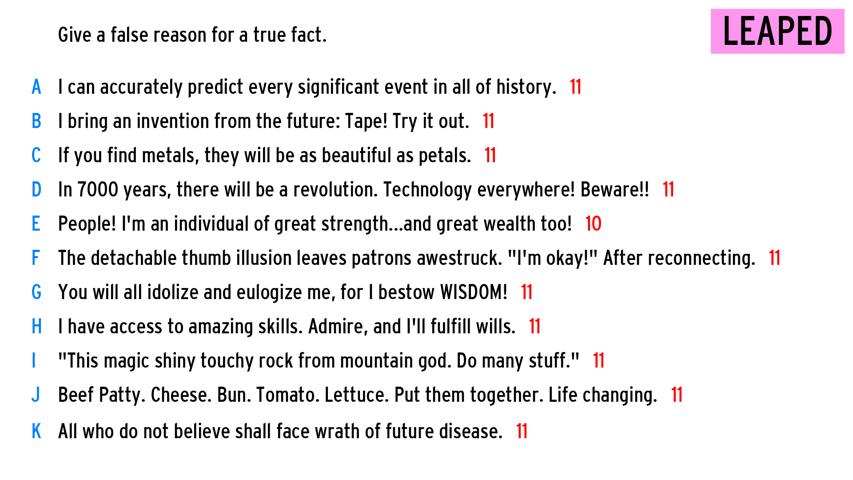 Give a false reason for a true fact.
LEAPED
A I can accurately predict every significant event in all of history. 11
B I bring an invention from the future: Tape! Try it out. 11
C If you find metals, they will be as beautiful as petals. 11
D In 7000 years, there will be a revolution. Technology everywhere! Beware!! 11
E People! I'm an individual of great strength...and great wealth too! 10
F The detachable thumb illusion leaves patrons awestruck. "I'm okay!" After reconnecting. 11
G You will all idolize and eulogize me, for I bestow WISDOM! 11
H I have access to amazing skills. Admire, and I'll fulfill wills. 11
I "This magic shiny touchy rock from mountain god. Do many stuff." 11
J Beef Patty. Cheese. Bun. Tomato. Lettuce. Put them together. Life changing. 11
K All who do not believe shall face wrath of future disease. 11